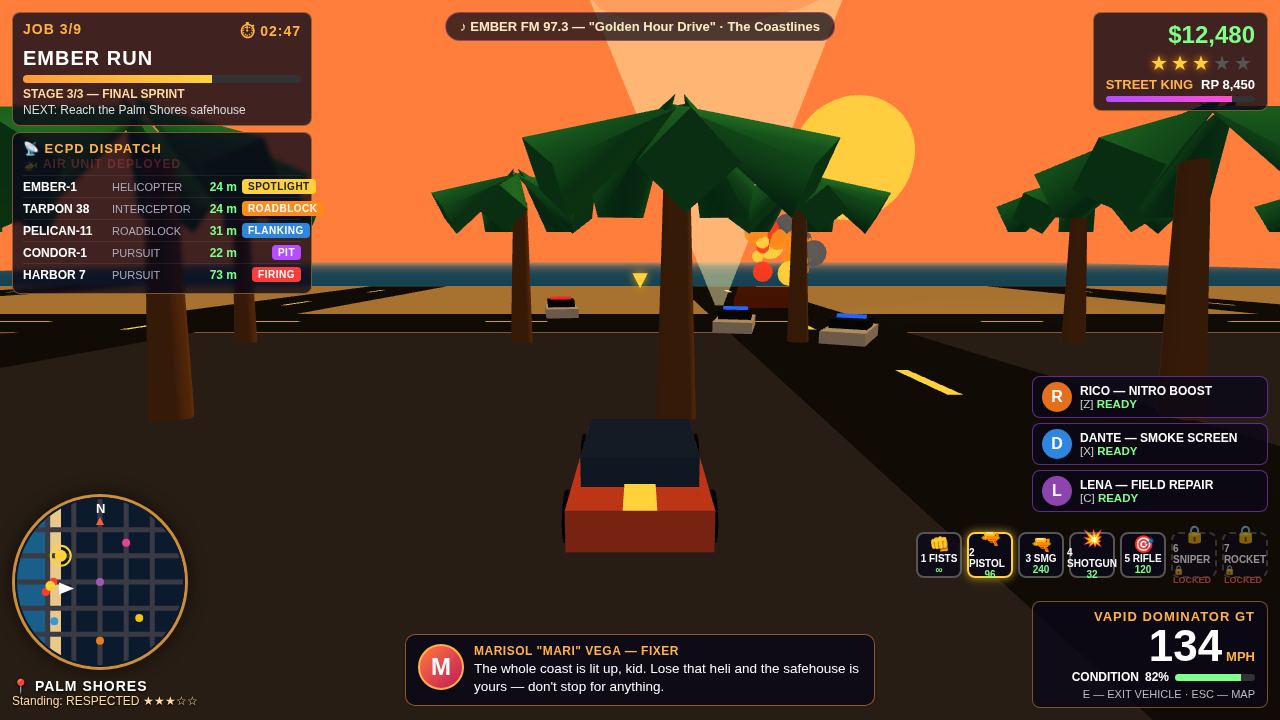 JOB 3/9
⏱ 02:47
EMBER RUN
STAGE 3/3 — FINAL SPRINT
NEXT: Reach the Palm Shores safehouse
♪ EMBER FM 97.3 — "Golden Hour Drive" · The Coastlines
$12,480
★★★★★
STREET KING RP 8,450
📡 ECPD DISPATCH
🚁 AIR UNIT DEPLOYED
EMBER-1 HELICOPTER 24 m SPOTLIGHT
TARPON 38 INTERCEPTOR 24 m ROADBLOCK
PELICAN-11 ROADBLOCK 31 m FLANKING
CONDOR-1 PURSUIT 22 m PIT
HARBOR 7 PURSUIT 73 m FIRING
R
RICO — NITRO BOOST
[Z] READY
D
DANTE — SMOKE SCREEN
[X] READY
L
LENA — FIELD REPAIR
[C] READY
1 FISTS
∞
2 PISTOL
96
3 SMG
240
4 SHOTGUN
32
5 RIFLE
120
6 SNIPER
🔒 LOCKED
7 ROCKET
🔒 LOCKED
N
📍 PALM SHORES
Standing: RESPECTED ★★★☆☆
M
MARISOL "MARI" VEGA — FIXER
The whole coast is lit up, kid. Lose that heli and the safehouse is
yours — don't stop for anything.
VAPID DOMINATOR GT
134 MPH
CONDITION 82%
E — EXIT VEHICLE · ESC — MAP